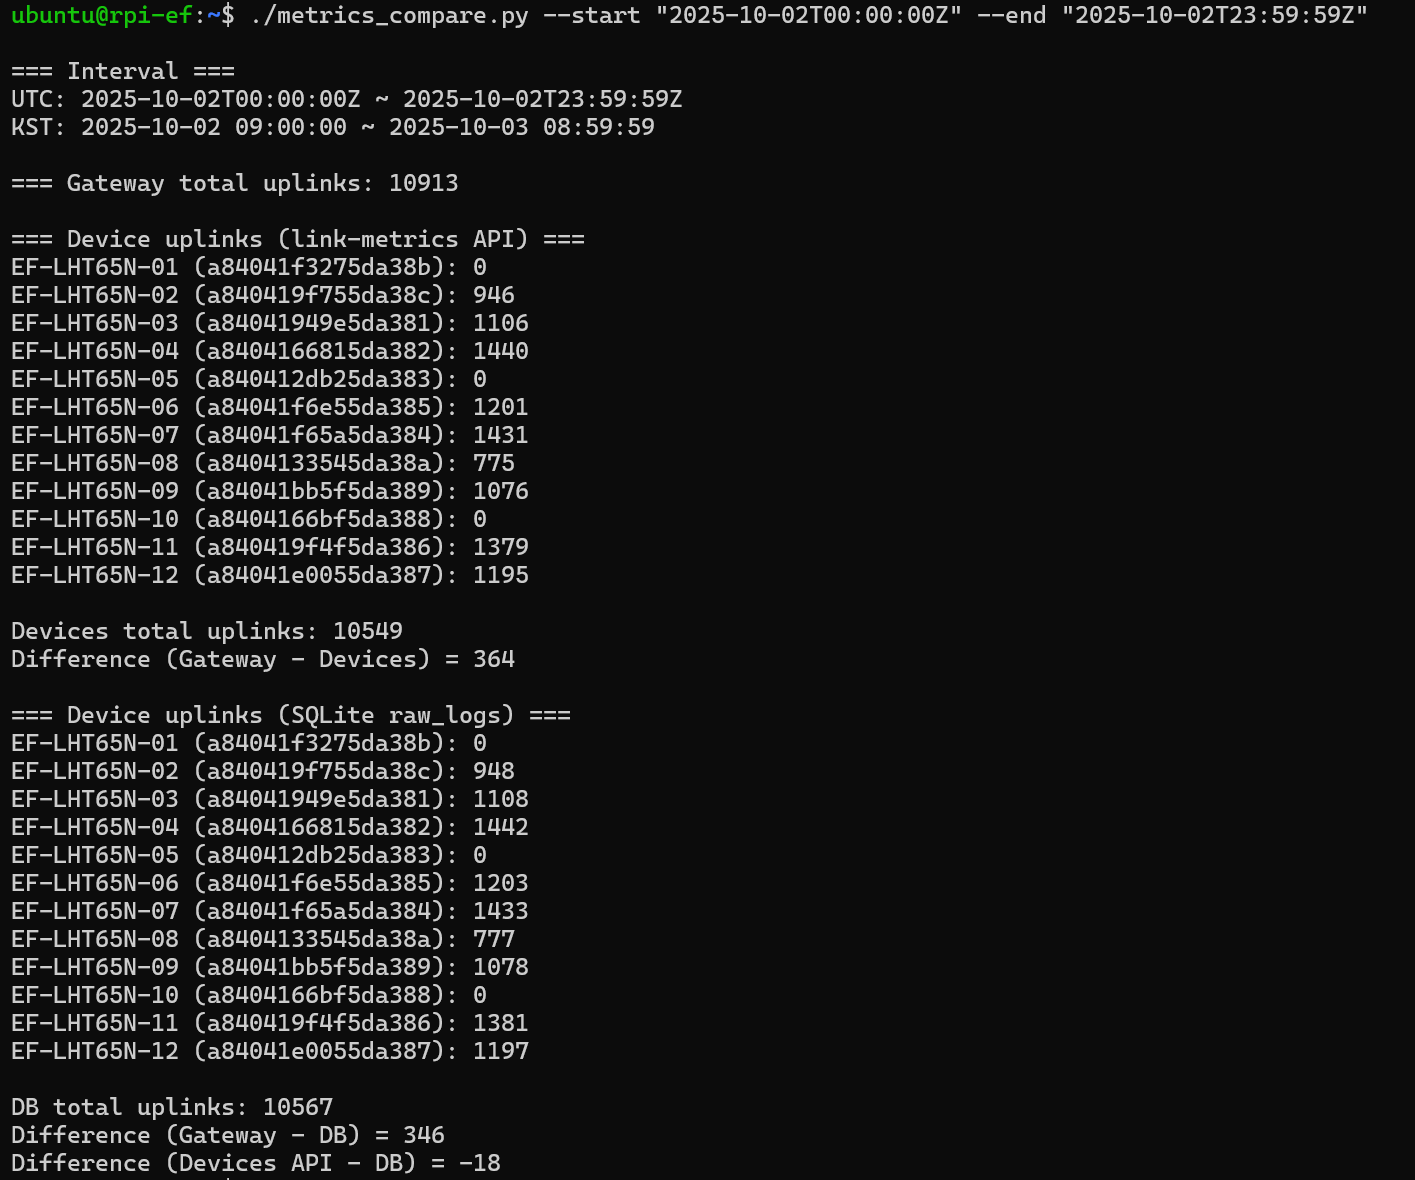 ubuntu@rpi-ef:~$ ./metrics_compare.py --start "2025-10-02T00:00:00Z" --end "2025-10-02T23:59:59Z"
=== Interval ===
UTC: 2025-10-02T00:00:00Z ~ 2025-10-02T23:59:59Z
KST: 2025-10-02 09:00:00 ~ 2025-10-03 08:59:59
=== Gateway total uplinks: 10913
=== Device uplinks (link-metrics API) ===
EF-LHT65N-01 (a84041f3275da38b): 0
EF-LHT65N-02 (a840419f755da38c): 946
EF-LHT65N-03 (a84041949e5da381): 1106
EF-LHT65N-04 (a8404166815da382): 1440
EF-LHT65N-05 (a840412db25da383): 0
EF-LHT65N-06 (a84041f6e55da385): 1201
EF-LHT65N-07 (a84041f65a5da384): 1431
EF-LHT65N-08 (a8404133545da38a): 775
EF-LHT65N-09 (a84041bb5f5da389): 1076
EF-LHT65N-10 (a8404166bf5da388): 0
EF-LHT65N-11 (a840419f4f5da386): 1379
EF-LHT65N-12 (a84041e0055da387): 1195
Devices total uplinks: 10549
Difference (Gateway - Devices) = 364
=== Device uplinks (SQLite raw_logs) ===
EF-LHT65N-01 (a84041f3275da38b): 0
EF-LHT65N-02 (a840419f755da38c): 948
EF-LHT65N-03 (a84041949e5da381): 1108
EF-LHT65N-04 (a8404166815da382): 1442
EF-LHT65N-05 (a840412db25da383): 0
EF-LHT65N-06 (a84041f6e55da385): 1203
EF-LHT65N-07 (a84041f65a5da384): 1433
EF-LHT65N-08 (a8404133545da38a): 777
EF-LHT65N-09 (a84041bb5f5da389): 1078
EF-LHT65N-10 (a8404166bf5da388): 0
EF-LHT65N-11 (a840419f4f5da386): 1381
EF-LHT65N-12 (a84041e0055da387): 1197
DB total uplinks: 10567
Difference (Gateway - DB) = 346
Difference (Devices API - DB) = -18